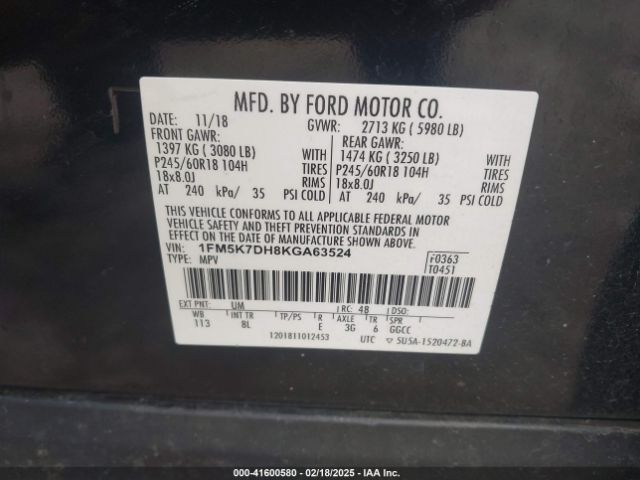 MFD. BY FORD MOTOR CO.
DATE: 11/18 GVWR: 2713 KG ( 5980 LB)
FRONT GAWR: REAR GAWR:
1397 KG ( 3080 LB) WITH 1474 KG ( 3250 LB) WITH
P245/60R18 104H TIRES P245/60R18 104H TIRES
18x8.0J RIMS 18x8.0J RIMS
AT 240 kPa/ 35 PSI COLD AT 240 kPa/ 35 PSI COLD
THIS VEHICLE CONFORMS TO ALL APPLICABLE FEDERAL MOTOR
VEHICLE SAFETY AND THEFT PREVENTION STANDARDS IN
EFFECT ON THE DATE OF MANUFACTURE SHOWN ABOVE.
VIN: 1FM5K7DH8KGA63524 F0363
TYPE: MPV T0451
EXT PNT: UM RC: 48 DSO:
WB INT TR TP/PS R AXLE TR SPR
113 8L E 3G 6 GGCC
1201811012453 UTC ▽ 5U5A-1520472-BA
000-41600580 - 02/18/2025 - IAA Inc.